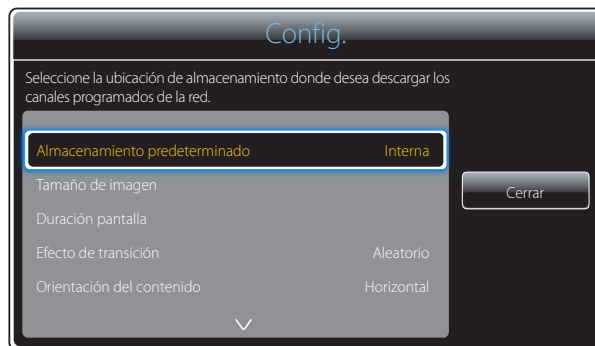 Config.
Seleccione la ubicación de almacenamiento donde desea descargar los
canales programados de la red.
Almacenamiento predeterminado Interna
Tamaño de imagen
Duración pantalla
Efecto de transición Aleatorio
Orientación del contenido Horizontal
Cerrar